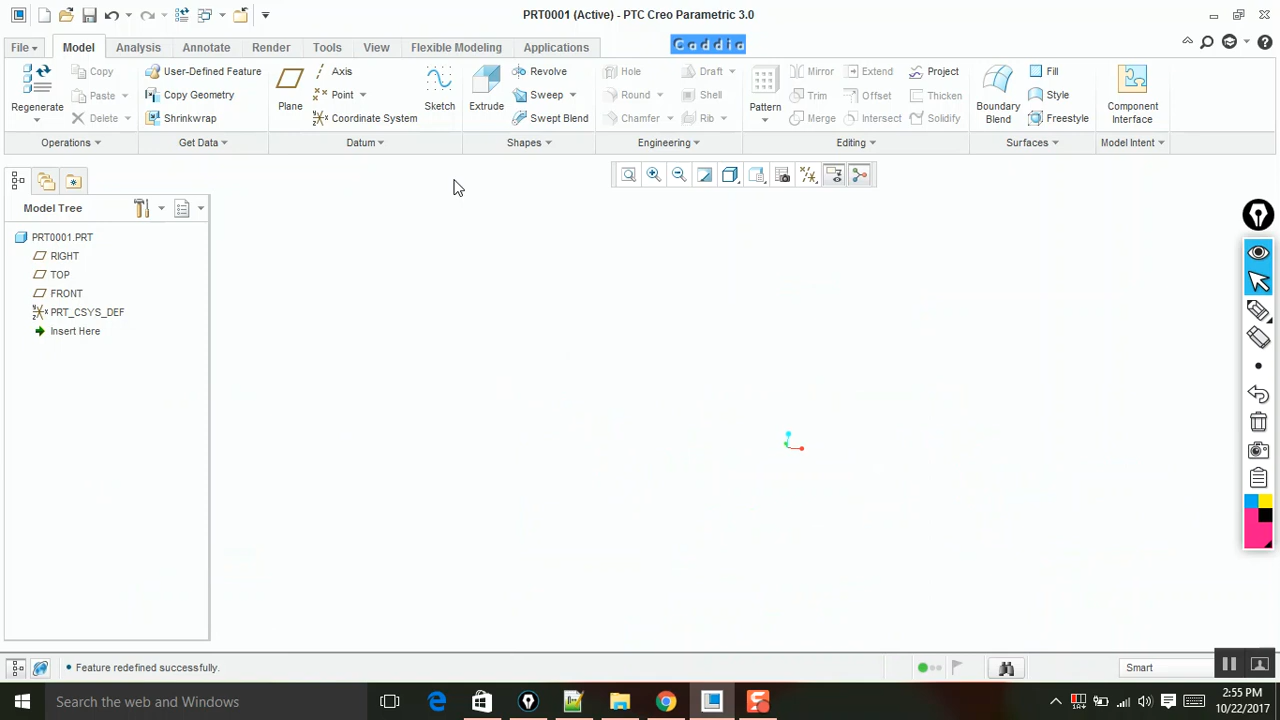 PRT0001 (Active) - PTC Creo Parametric 3.0
File Model Analysis Annotate Render Tools View Flexible Modeling Applications Caddia
Regenerate
Copy
Paste
Delete
Operations
User-Defined Feature
Copy Geometry
Shrinkwrap
Get Data
Plane
Axis
Point
Coordinate System
Sketch
Datum
Extrude
Revolve
Sweep
Swept Blend
Shapes
Hole
Round
Chamfer
Draft
Shell
Rib
Engineering
Pattern
Mirror
Trim
Merge
Extend
Offset
Intersect
Project
Thicken
Solidify
Editing
Boundary
Blend
Fill
Style
Freestyle
Surfaces
Component
Interface
Model Intent
Model Tree
PRT0001.PRT
RIGHT
TOP
FRONT
PRT_CSYS_DEF
Insert Here
Feature redefined successfully.
Smart
Search the web and Windows
2:55 PM
10/22/2017